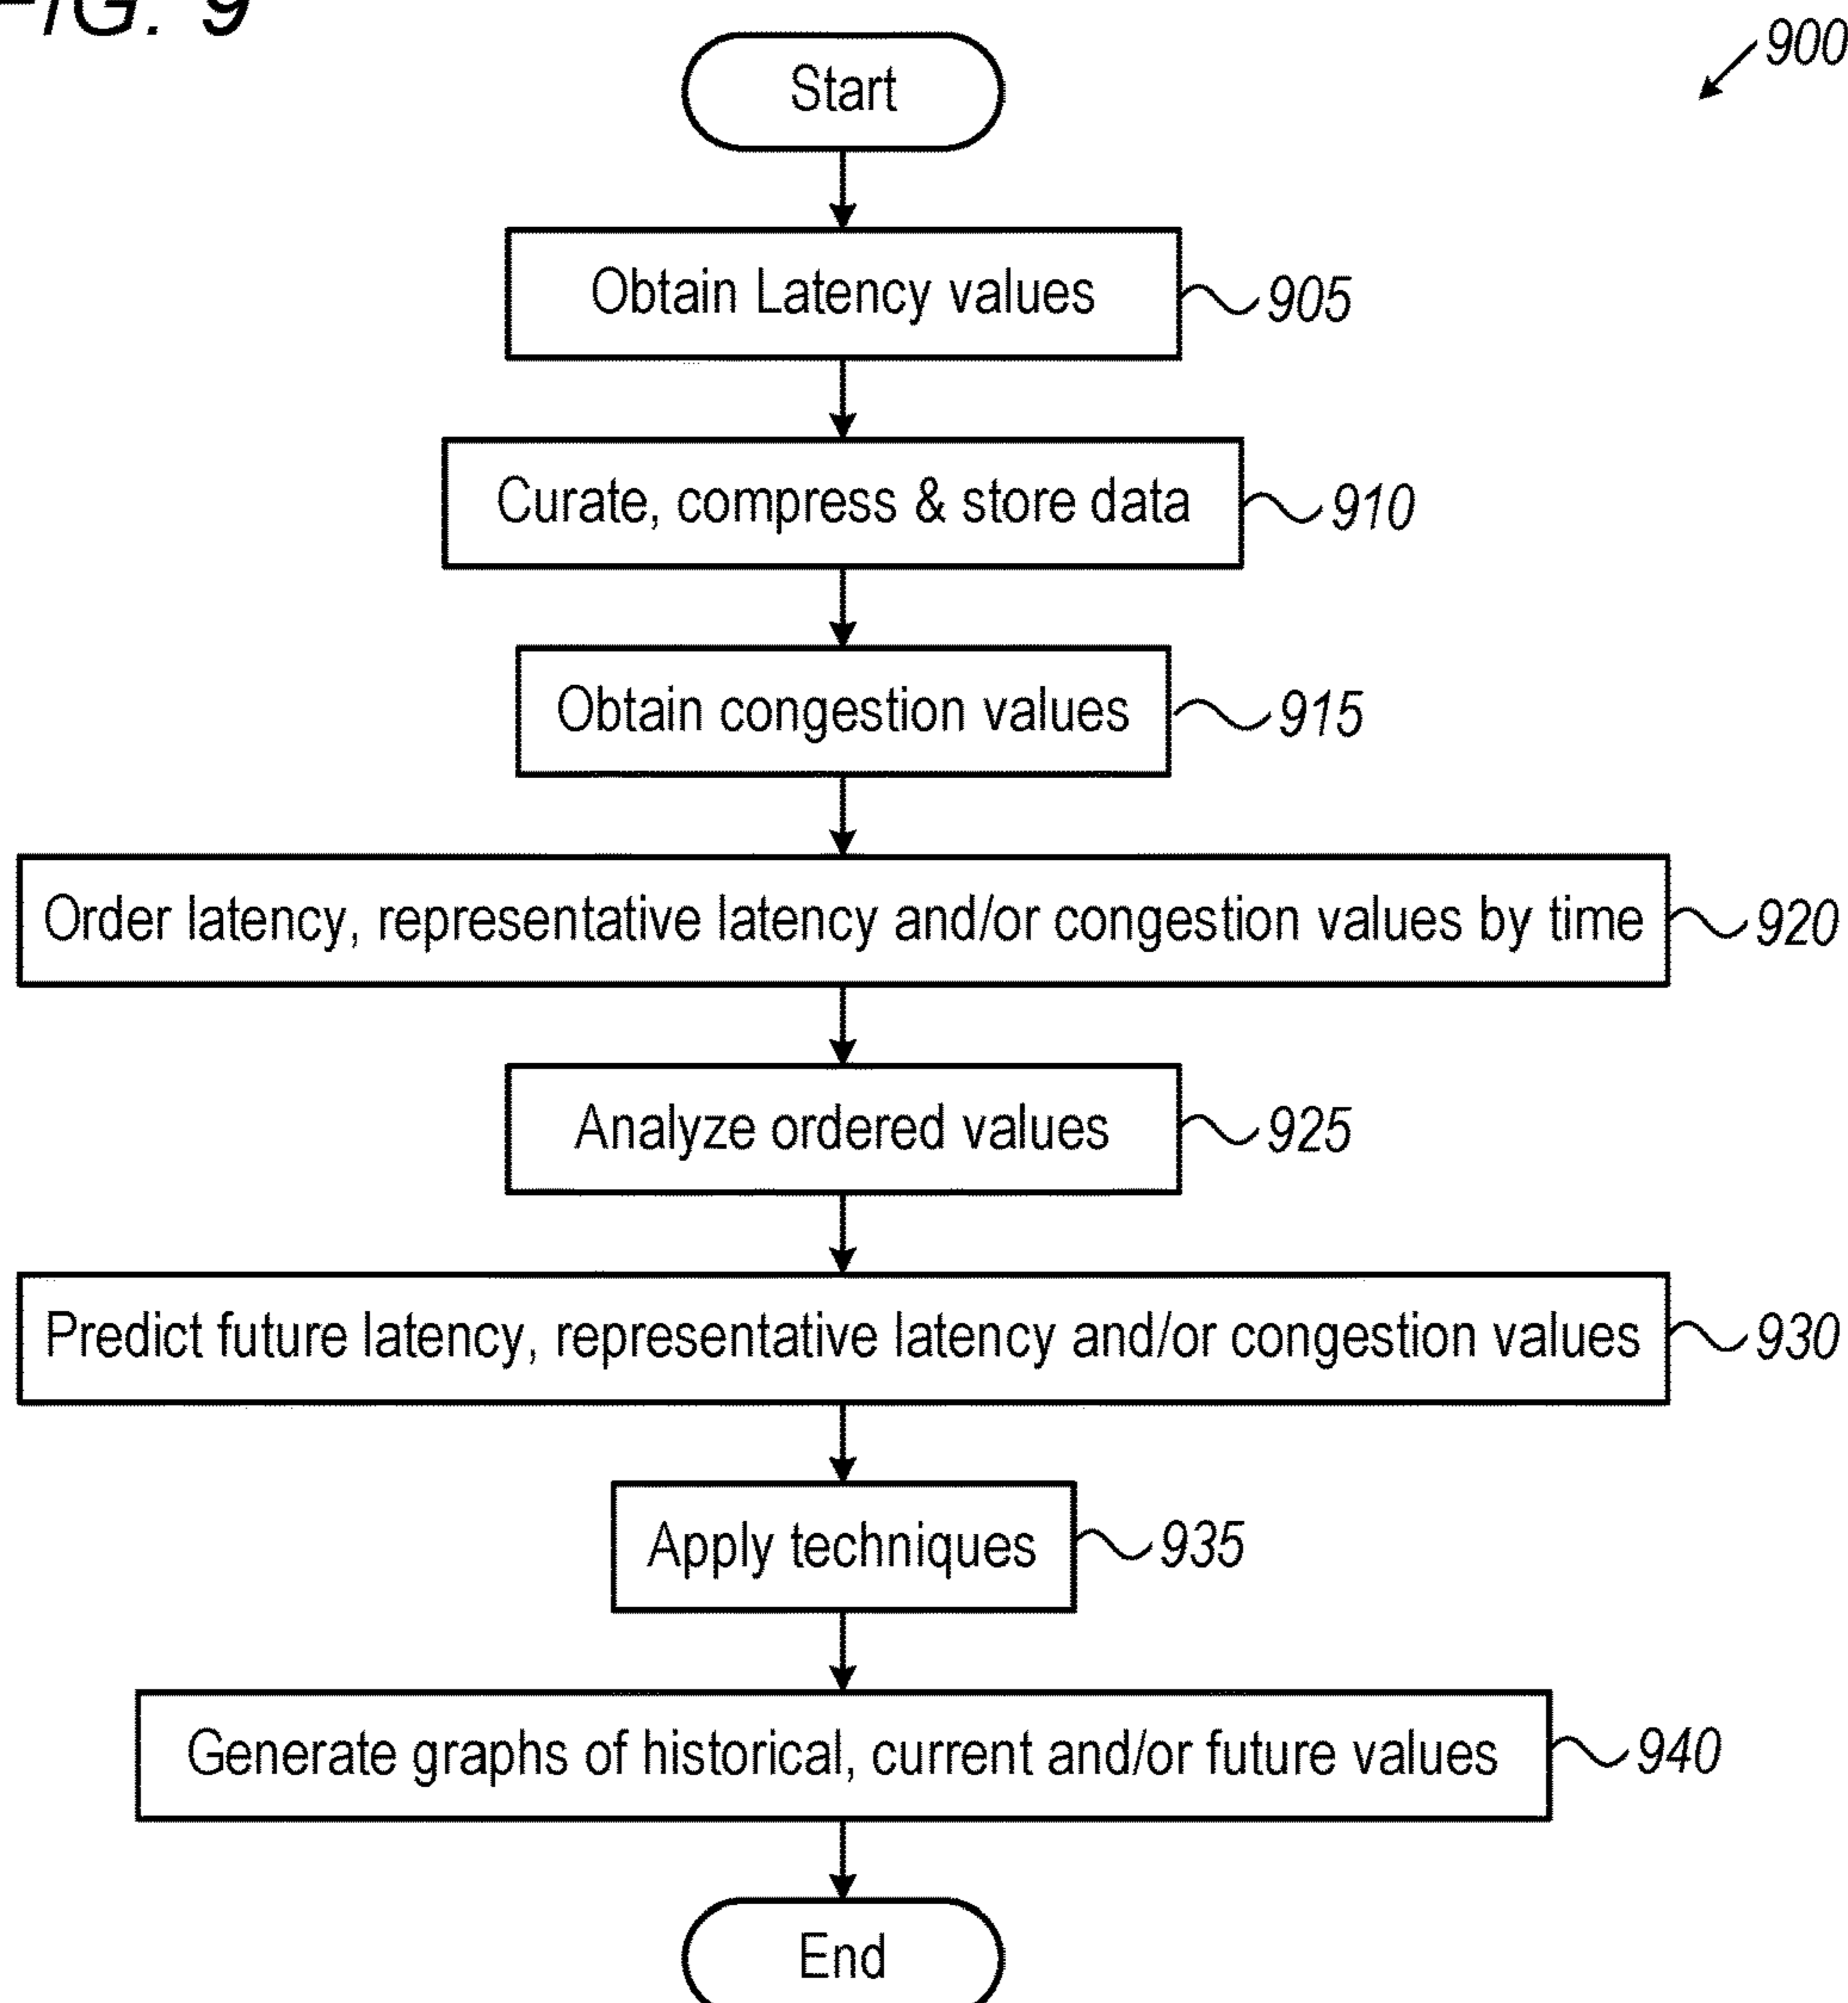 FIG. 9
900
Start
Obtain Latency values
905
Curate, compress & store data
910
Obtain congestion values
915
Order latency, representative latency and/or congestion values by time
920
Analyze ordered values
925
Predict future latency, representative latency and/or congestion values
930
Apply techniques
935
Generate graphs of historical, current and/or future values
940
End